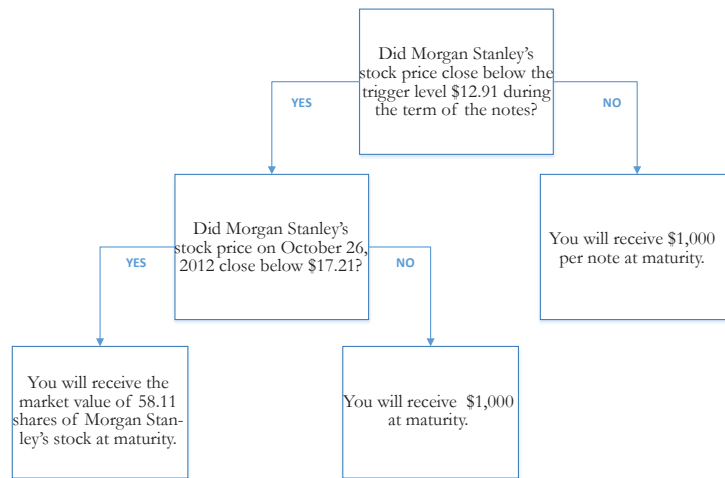 Did Morgan Stanley's
stock price close below the
trigger level $12.91 during
the term of the notes?
YES
NO
Did Morgan Stanley's
stock price on October 26,
2012 close below $17.21?
You will receive $1,000
per note at maturity.
YES
NO
You will receive the
market value of 58.11
shares of Morgan Stan-
ley's stock at maturity.
You will receive $1,000
at maturity.